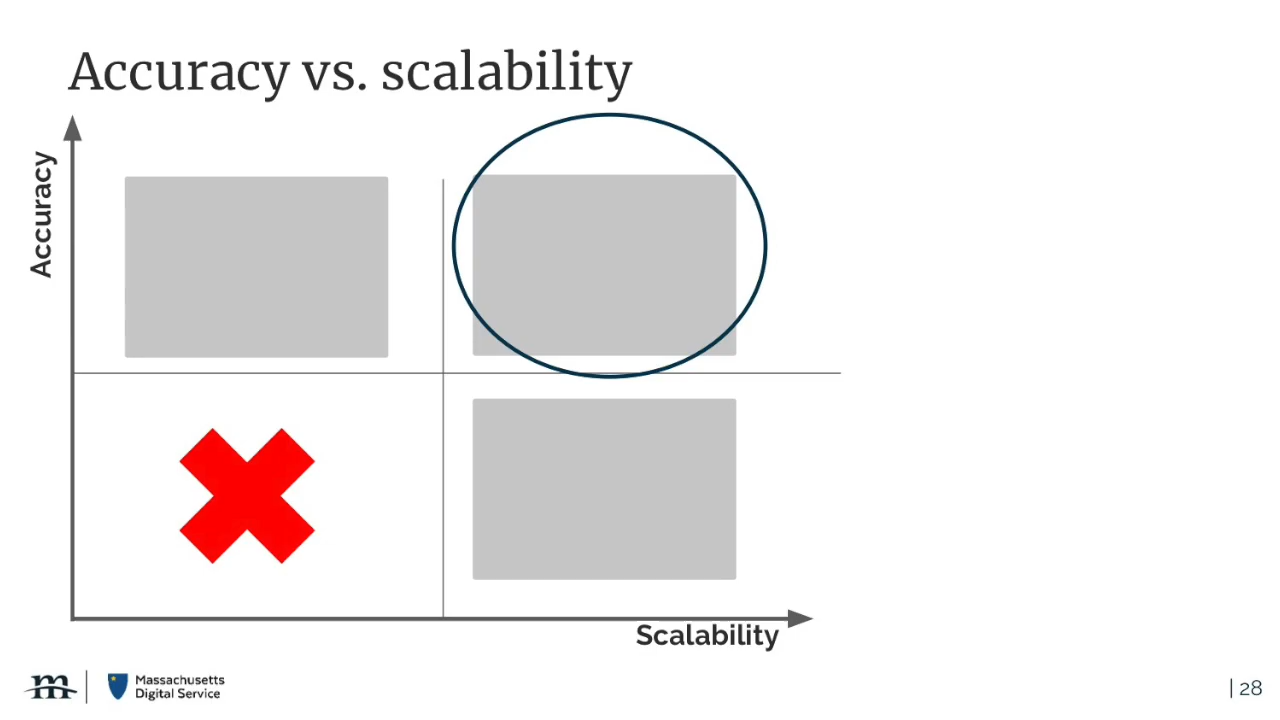 Accuracy vs. scalability
Accuracy
Scalability
m
Massachusetts
Digital Service
| 28